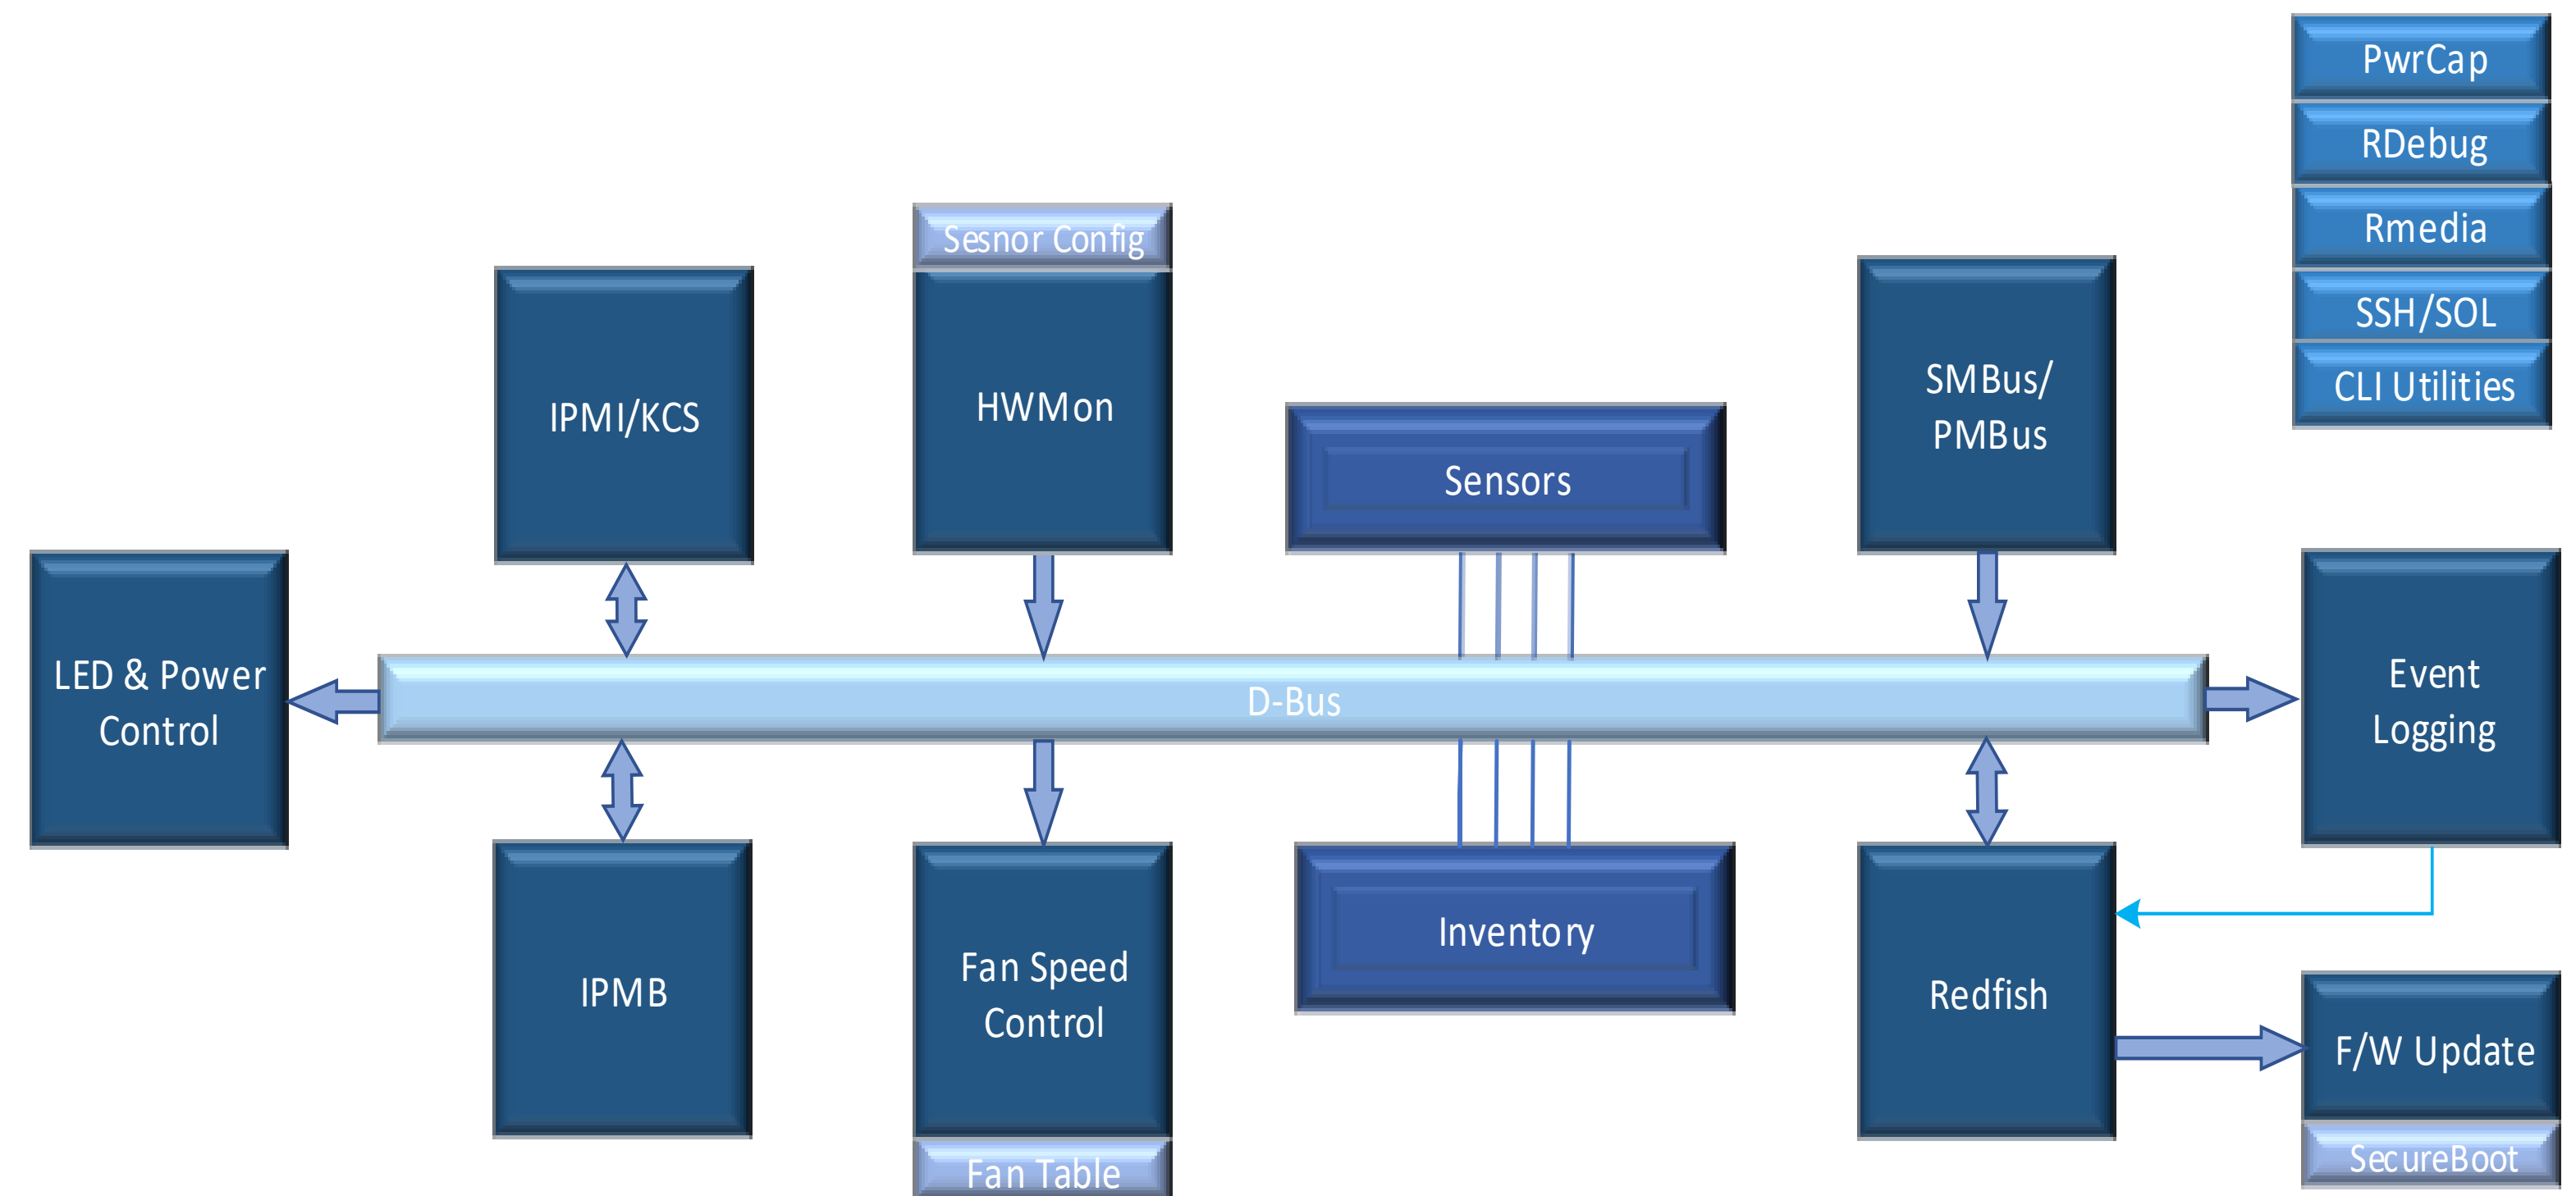 PwrCap
RDebug
Rmedia
SSH/SOL
CLI Utilities
Sesnor Config
IPMI/KCS
HWMon
Sensors
SMBus/
PMBus
LED & Power
Control
D-Bus
Event
Logging
IPMB
Fan Speed
Control
Fan Table
Inventory
Redfish
F/W Update
SecureBoot